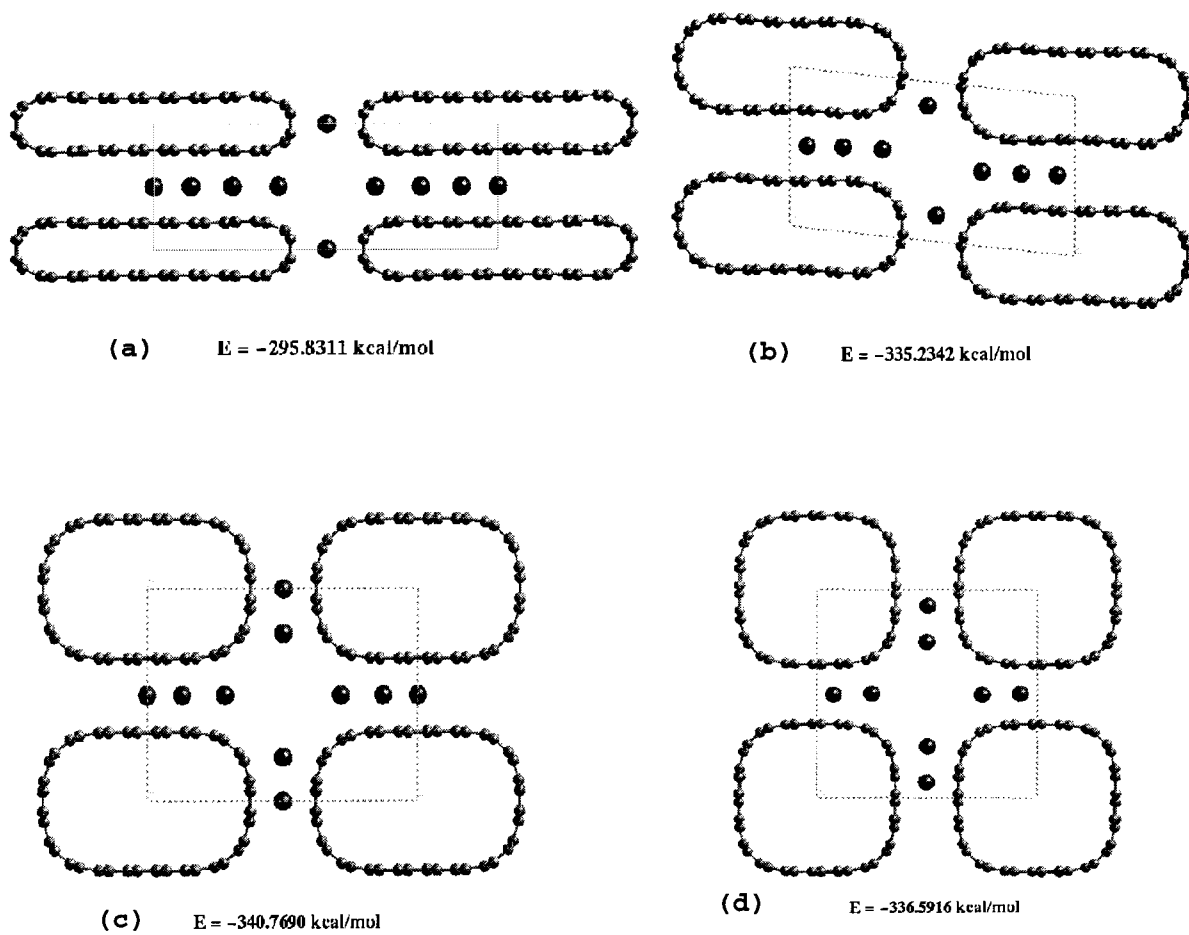 (a) E = -295.8311 kcal/mol
(b) E = -335.2342 kcal/mol
(c) E = -340.7690 kcal/mol
(d) E = -336.5916 kcal/mol